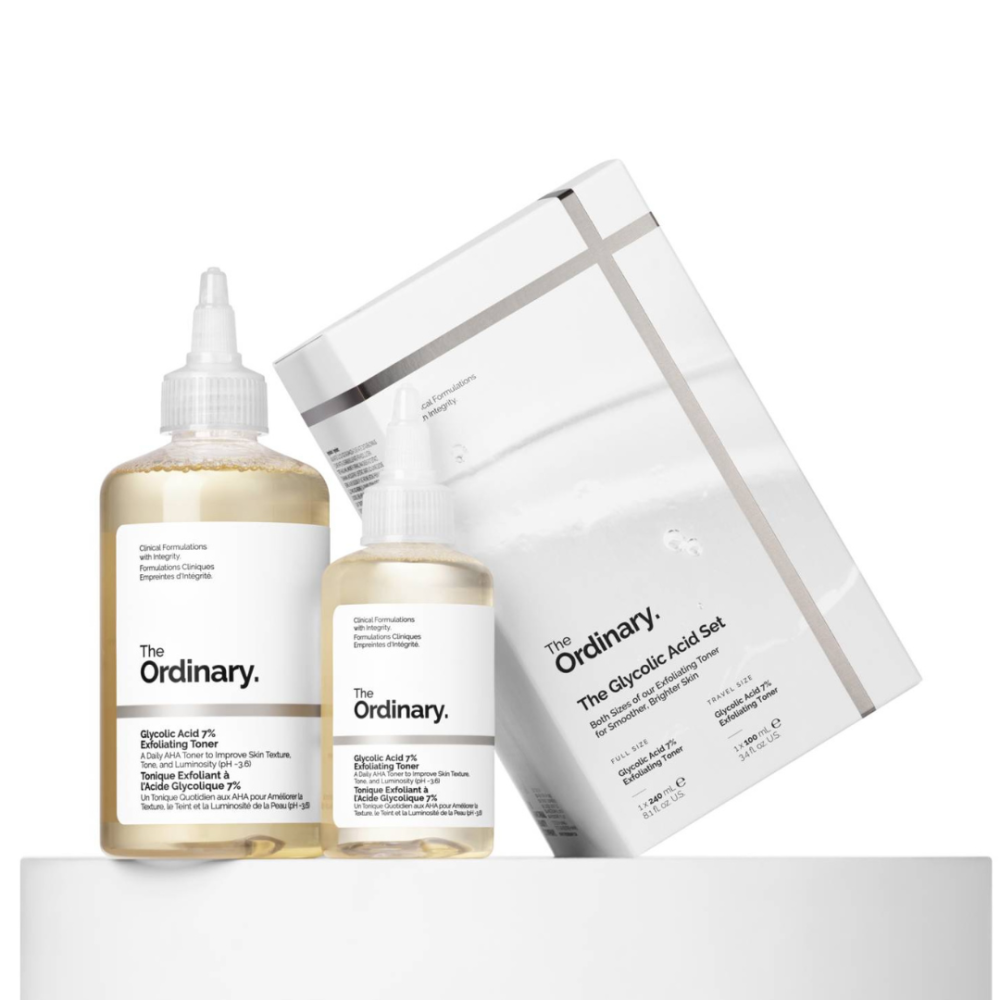 Clinical Formulations
with Integrity.
Formulations Cliniques
Empreintes d'Intégrité.
The
Ordinary.
Glycolic Acid 7%
Exfoliating Toner
A Daily AHA Toner to Improve Skin Texture,
Tone, and Luminosity (pH ~3.6)
Tonique Exfoliant à
l'Acide Glycolique 7%
Un Tonique Quotidien aux AHA pour Améliorer la
Texture, le Teint et la Luminosité de la Peau (pH ~3.6)
Clinical Formulations
with Integrity.
Formulations Cliniques
Empreintes d'Intégrité.
The
Ordinary.
Glycolic Acid 7%
Exfoliating Toner
A Daily AHA Toner to Improve Skin Texture,
Tone, and Luminosity (pH ~3.6)
Tonique Exfoliant à
l'Acide Glycolique 7%
Un Tonique Quotidien aux AHA pour Améliorer la
Texture, le Teint et la Luminosité de la Peau (pH ~3.6)
Formulations
Integrity.
The
Ordinary.
The Glycolic Acid Set
Both Sizes of our Exfoliating Toner
for Smoother, Brighter Skin
FULL SIZE
Glycolic Acid 7%
Exfoliating Toner
1 x 240 mL ℮
8.1 fl. oz. U.S.
TRAVEL SIZE
Glycolic Acid 7%
Exfoliating Toner
1 x 100 mL ℮
3.4 fl. oz. U.S.